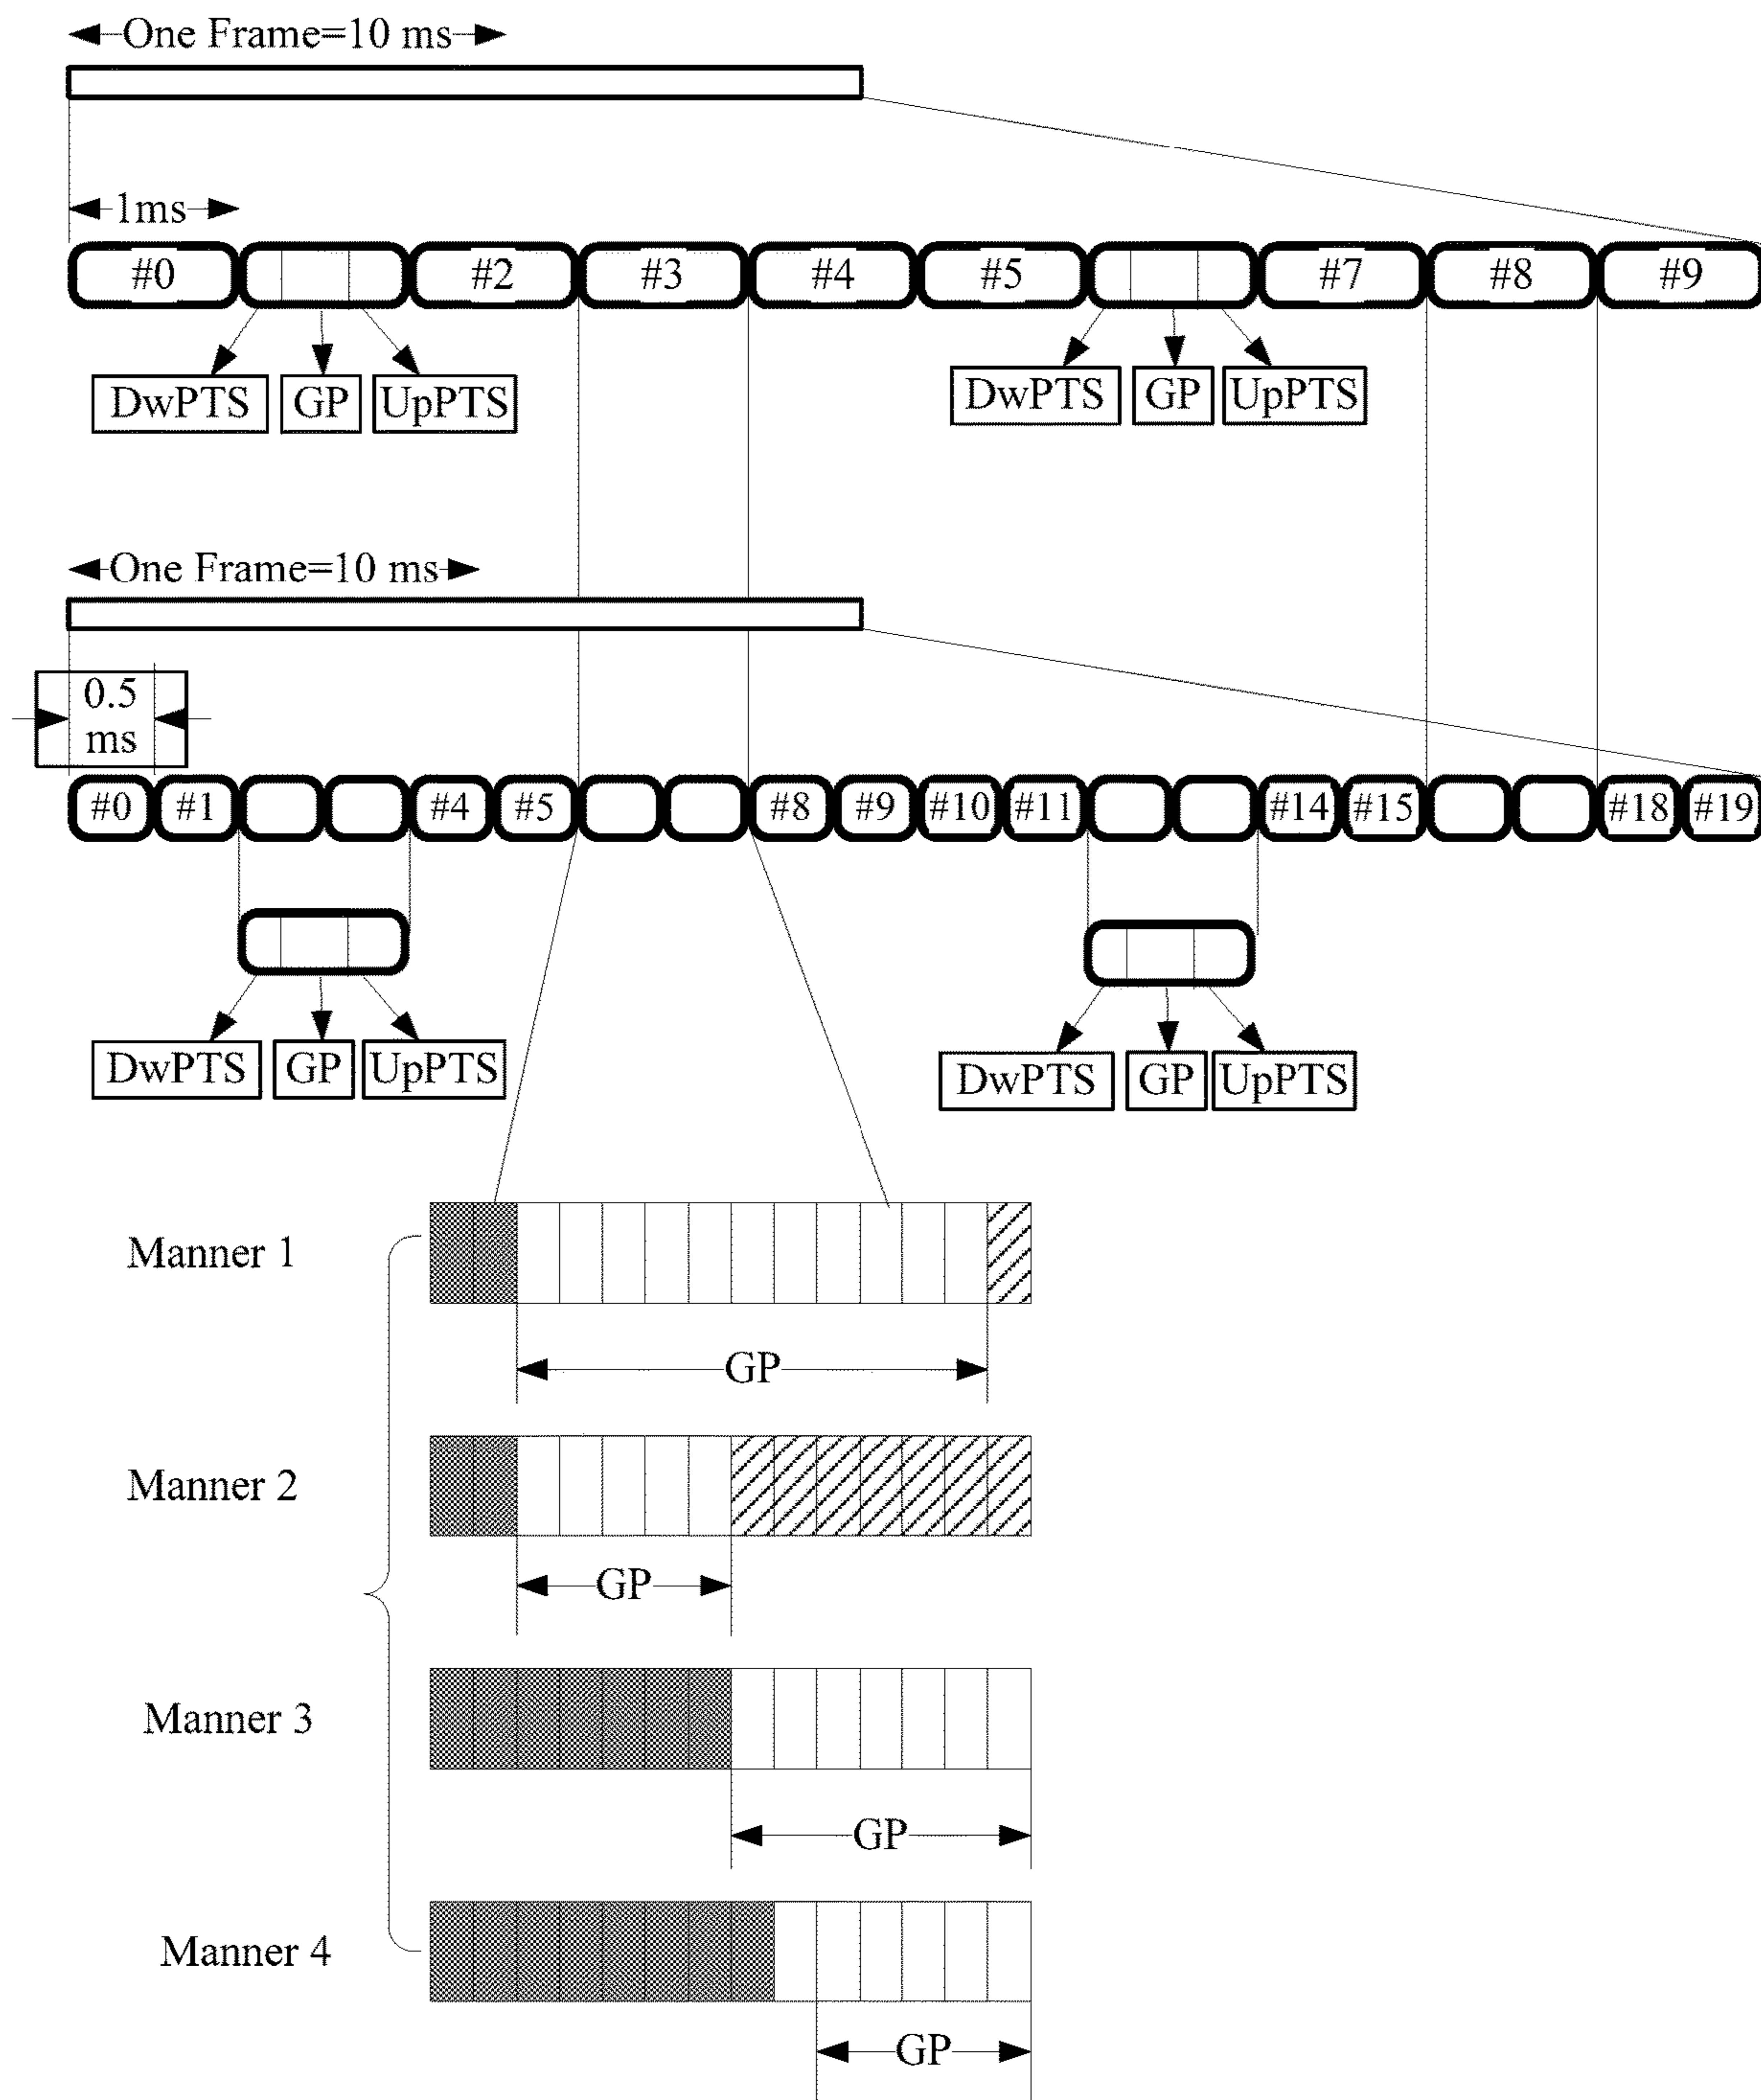 One Frame=10 ms
1ms
#0 #2 #3 #4 #5 #7 #8 #9
DwPTS GP UpPTS DwPTS GP UpPTS
One Frame=10 ms
0.5
ms
#0 #1 #4 #5 #8 #9 #10 #11 #14 #15 #18 #19
DwPTS GP UpPTS DwPTS GP UpPTS
Manner 1
GP
Manner 2
GP
Manner 3
GP
Manner 4
GP